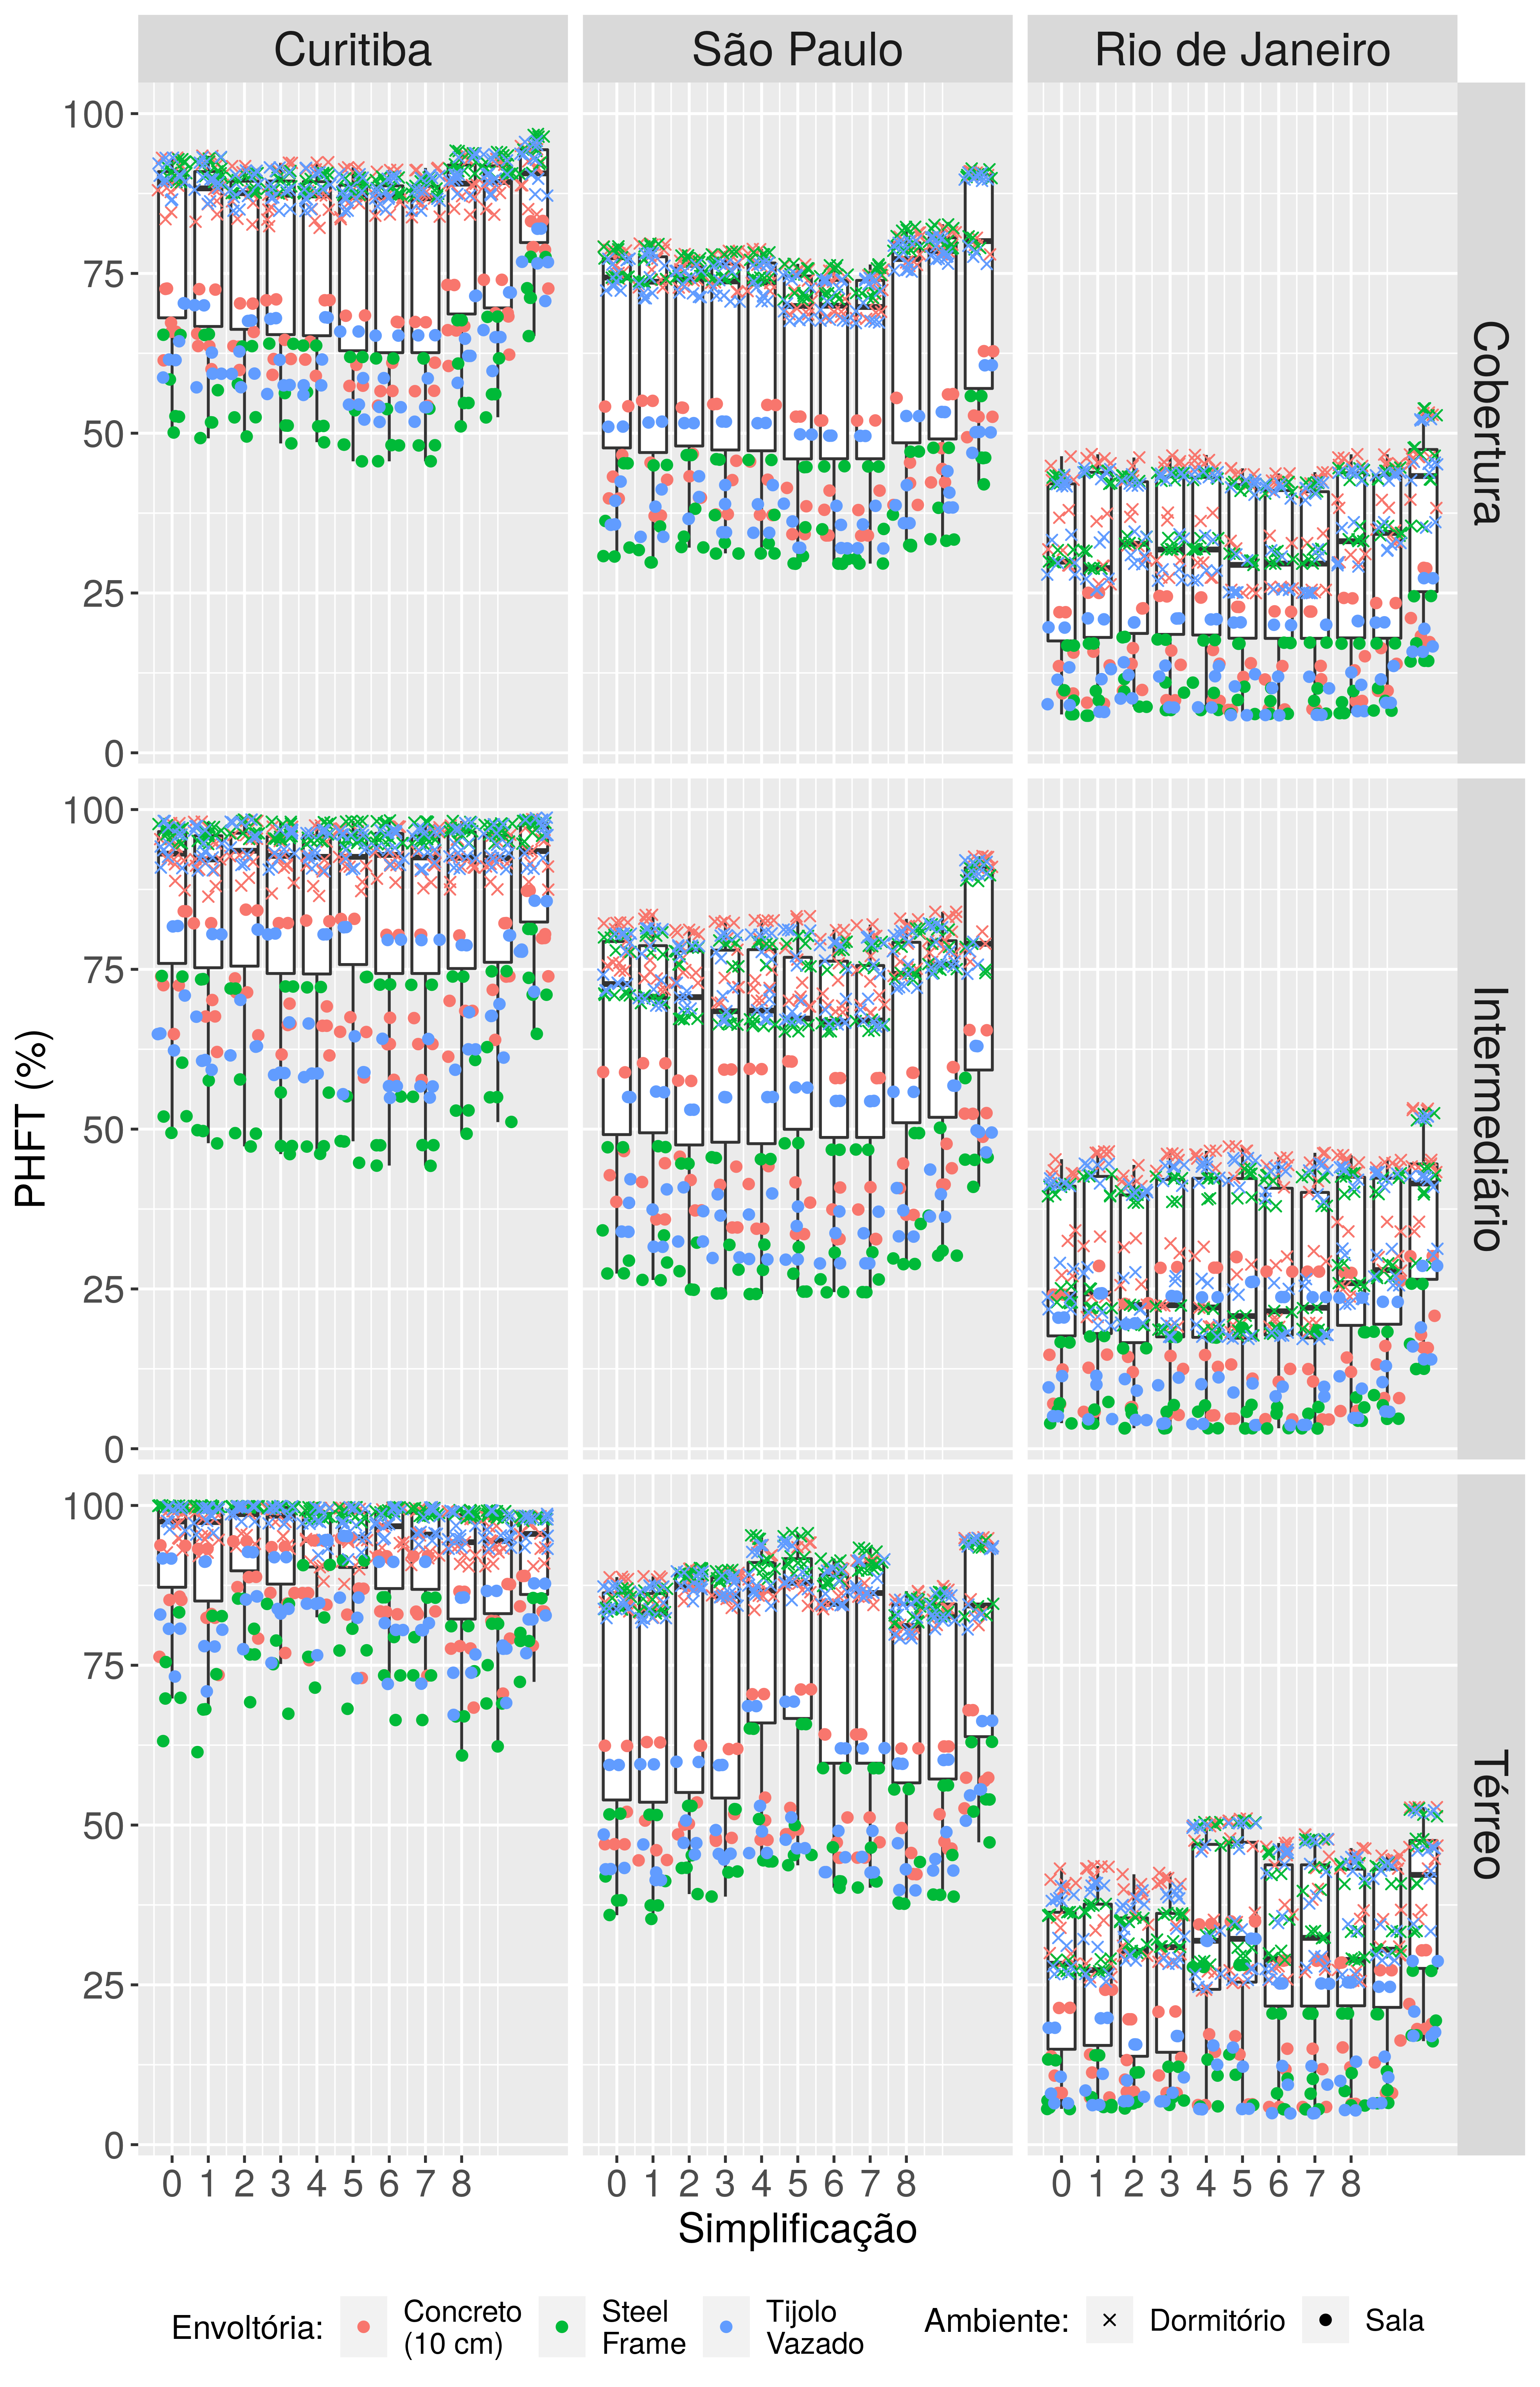 Curitiba
São Paulo
Rio de Janeiro
100
75
50
25
0
Cobertura
100
75
50
25
0
Intermediário
PHFT (%)
100
75
50
25
0
Térreo
0 1 2 3 4 5 6 7 8
0 1 2 3 4 5 6 7 8
0 1 2 3 4 5 6 7 8
Simplificação
Envoltória:
Concreto
(10 cm)
Steel
Frame
Tijolo
Vazado
Ambiente:
Dormitório
Sala